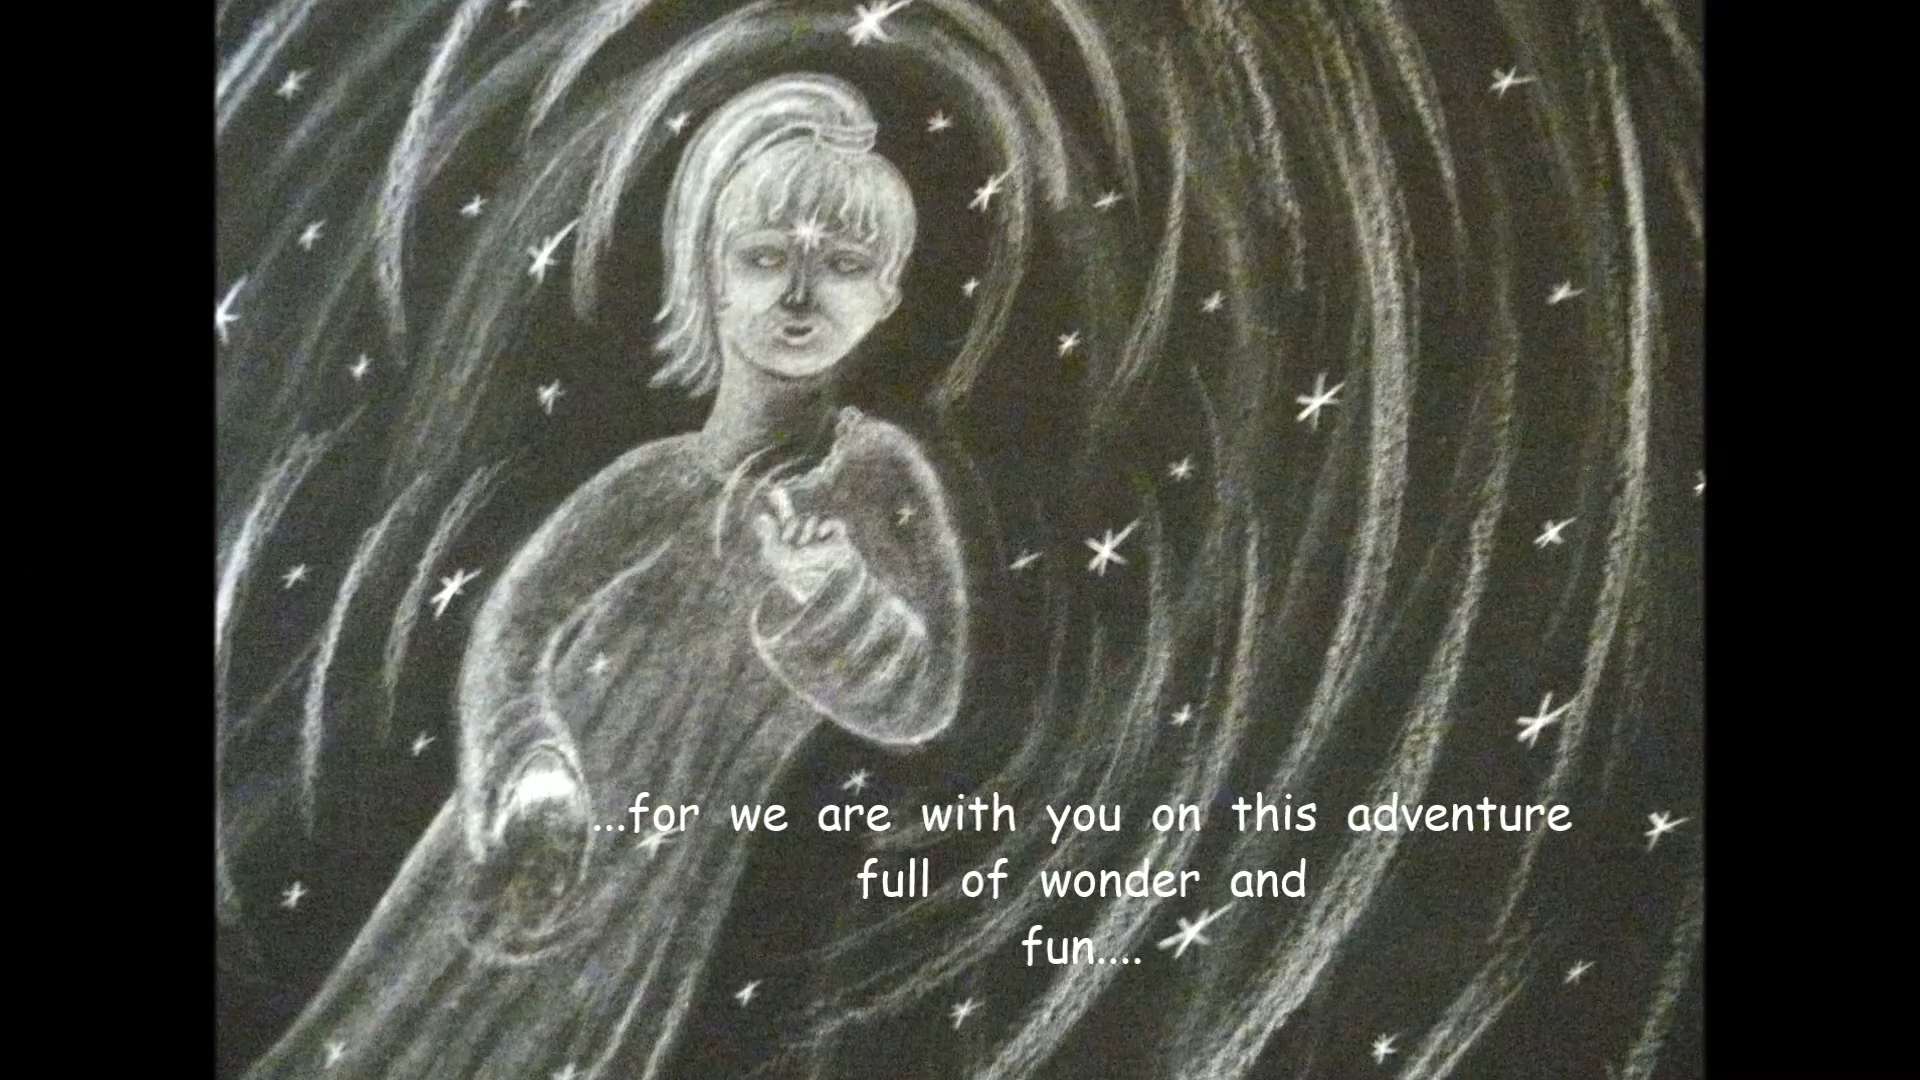 ...for we are with you on this adventure
full of wonder and
fun....